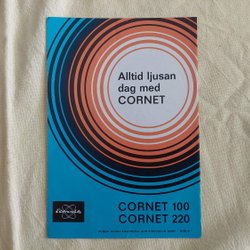 Alltid ljusan
dag med
CORNET
CORNET 100
CORNET 220